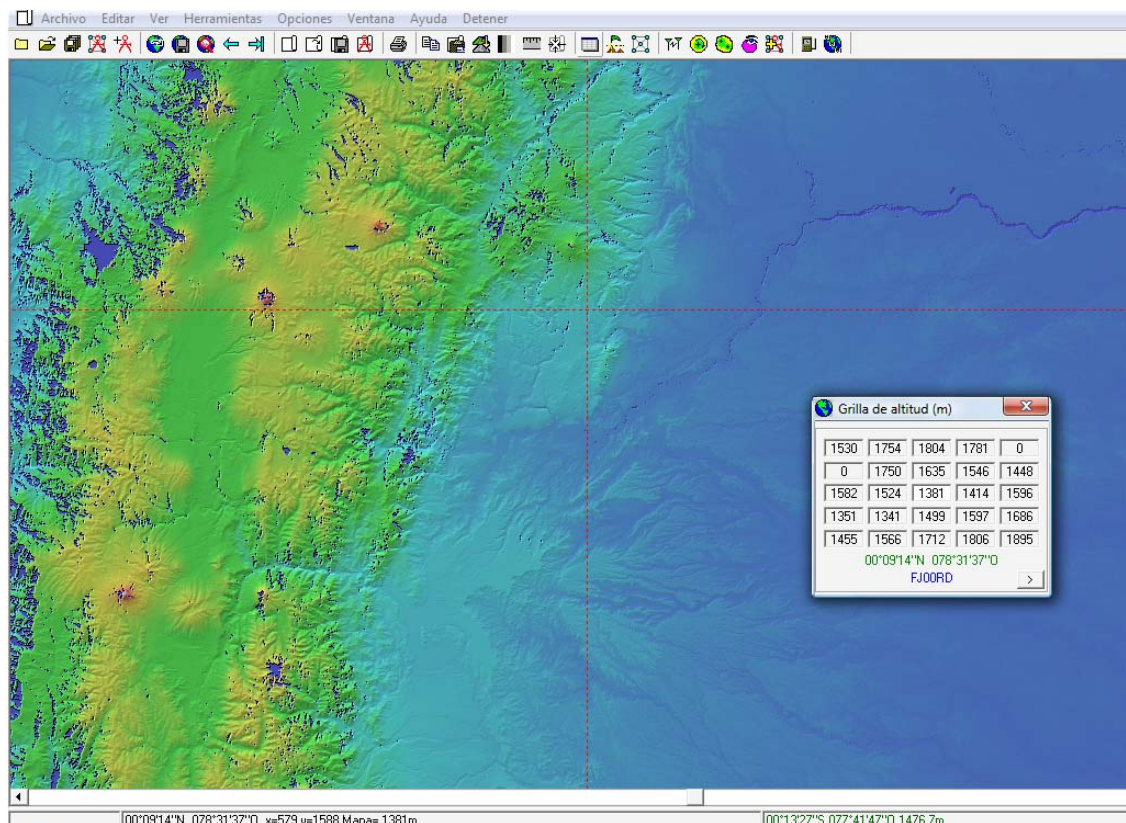 Archivo Editar Ver Herramientas Opciones Ventana Ayuda Detener
Grilla de altitud (m)
1530 1754 1804 1781 0
0 1750 1635 1546 1448
1582 1524 1381 1414 1596
1351 1341 1499 1597 1686
1455 1566 1712 1806 1895
00°09'14''N 078°31'37''O
FJ00RD
>
00°09'14''N 078°31'37''O x=579 y=1588 Mapa= 1381m
00°13'27''S 077°41'47''O 1476.7m